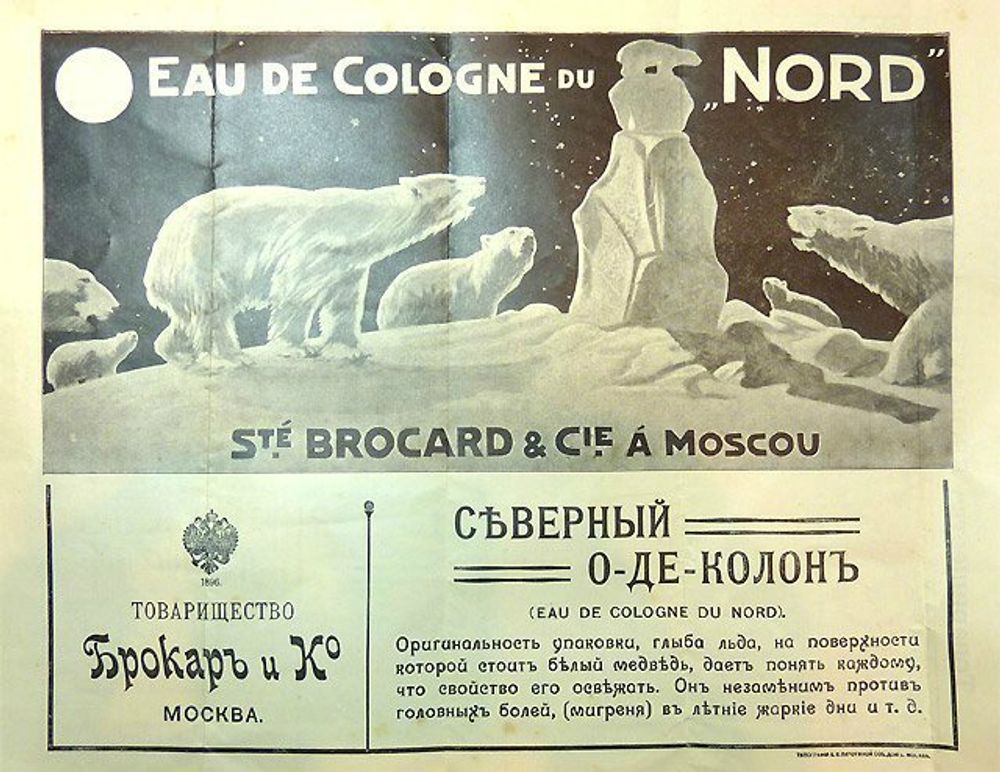 EAU DE COLOGNE DU „NORD”
STÉ BROCARD & CIE Á MOSCOU
1896.
ТОВАРИЩЕСТВО
Брокаръ и Ко
МОСКВА.
СѢВЕРНЫЙ
О-ДЕ-КОЛОНЪ
(EAU DE COLOGNE DU NORD).
Оригинальность упаковки, глыба льда, на поверхности
которой стоитъ бѣлый медвѣдь, даетъ понять каждому,
что свойство его освѣжать. Онъ незамѣнимъ противъ
головныхъ болей, (мигреня) въ лѣтніе жаркіе дни и т. д.